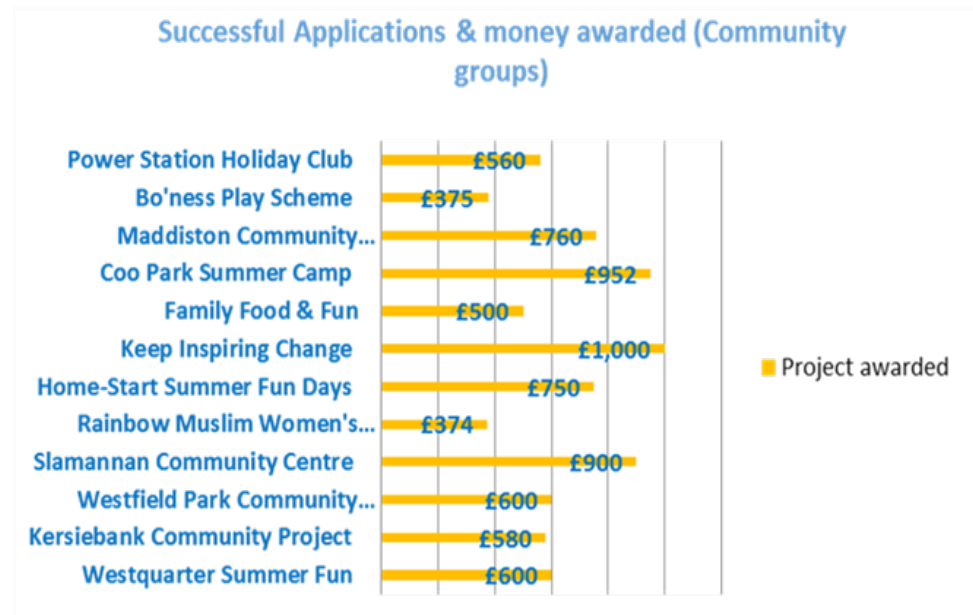 Successful Applications & money awarded (Community
groups)
Power Station Holiday Club £560
Bo'ness Play Scheme £375
Maddiston Community... £760
Coo Park Summer Camp £952
Family Food & Fun £500
Keep Inspiring Change £1,000
Project awarded
Home-Start Summer Fun Days £750
Rainbow Muslim Women's... £374
Slamannan Community Centre £900
Westfield Park Community... £600
Kersiebank Community Project £580
Westquarter Summer Fun £600